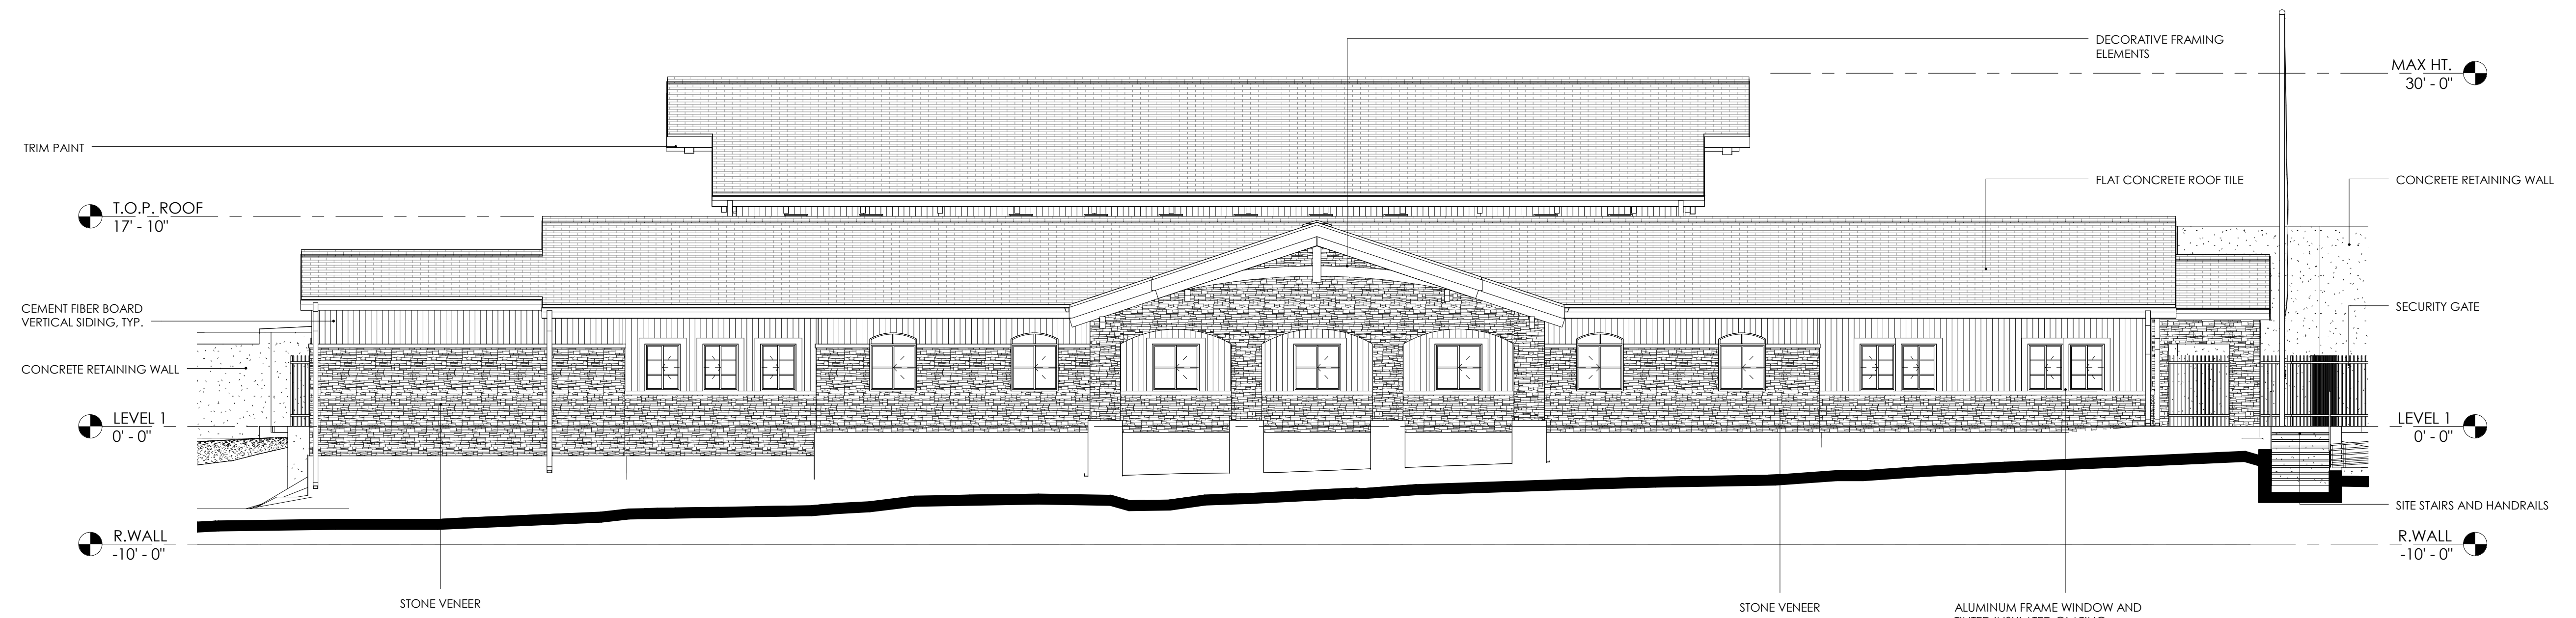 DECORATIVE FRAMING
ELEMENTS
MAX HT.
30' - 0"
TRIM PAINT
FLAT CONCRETE ROOF TILE
CONCRETE RETAINING WALL
T.O.P. ROOF
17' - 10"
CEMENT FIBER BOARD
VERTICAL SIDING, TYP.
SECURITY GATE
CONCRETE RETAINING WALL
LEVEL 1
0' - 0"
LEVEL 1
0' - 0"
SITE STAIRS AND HANDRAILS
R.WALL
-10' - 0"
R.WALL
-10' - 0"
STONE VENEER
STONE VENEER
ALUMINUM FRAME WINDOW AND